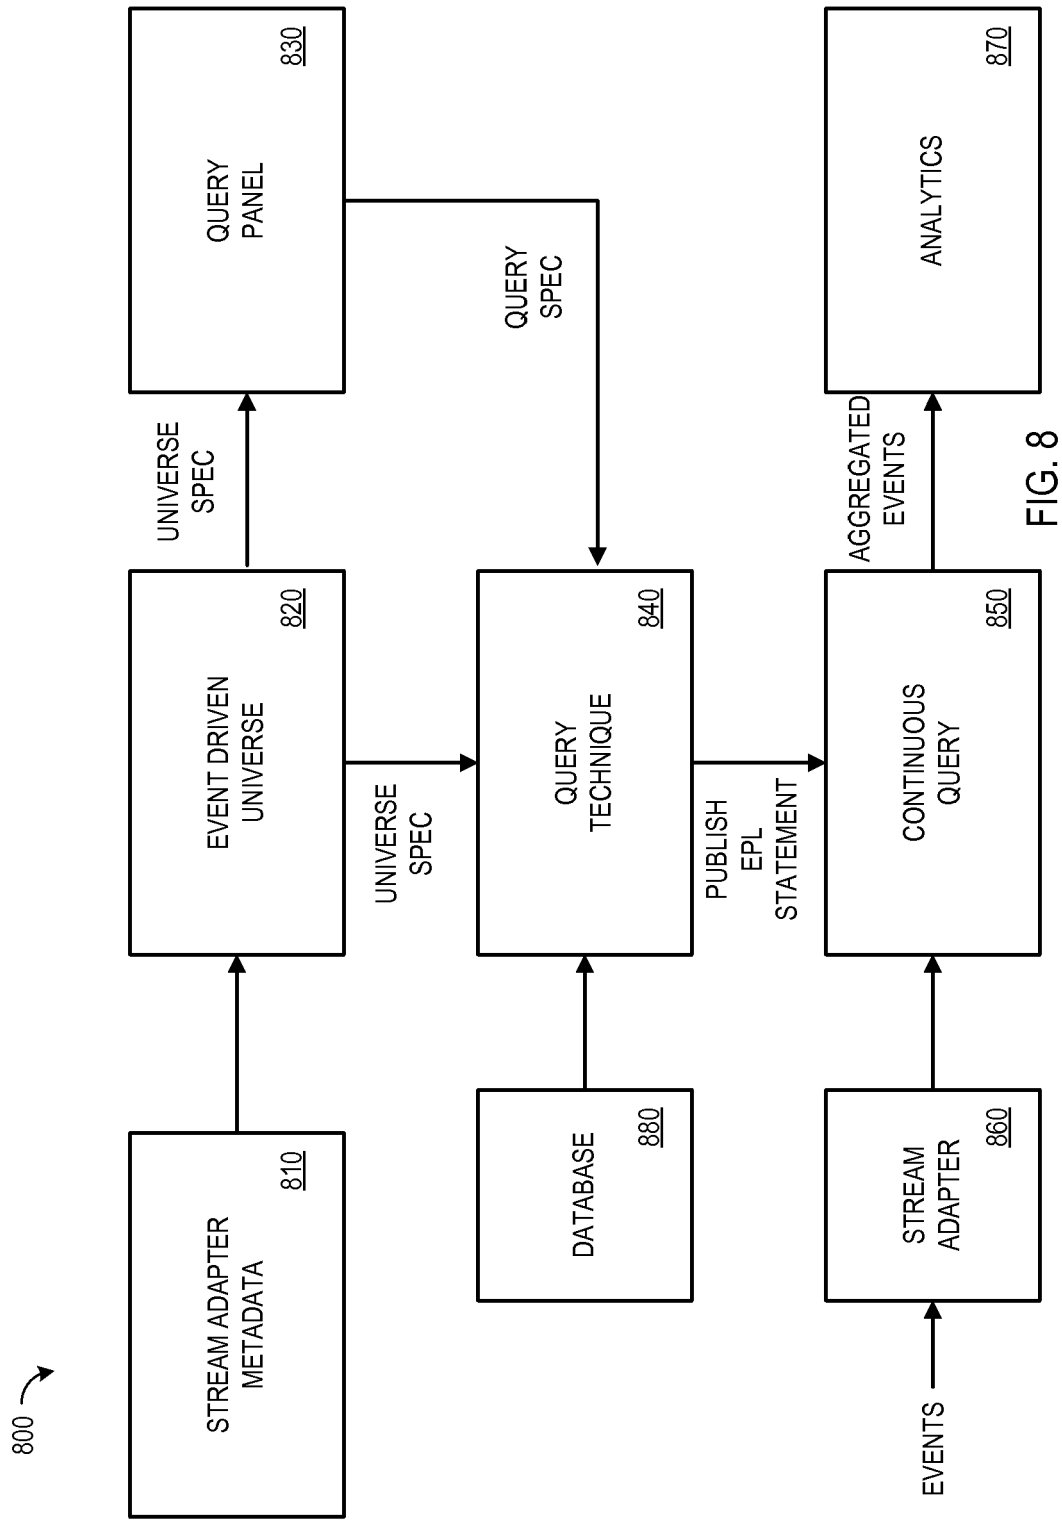 800
STREAM ADAPTER
METADATA
810
EVENT DRIVEN
UNIVERSE
820
UNIVERSE
SPEC
QUERY
PANEL
830
UNIVERSE
SPEC
QUERY
SPEC
DATABASE
880
QUERY
TECHNIQUE
840
PUBLISH
EPL
STATEMENT
EVENTS
STREAM
ADAPTER
860
CONTINUOUS
QUERY
850
AGGREGATED
EVENTS
ANALYTICS
870
FIG. 8